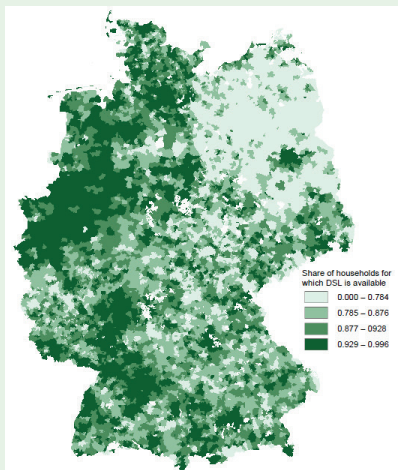 Share of households for
which DSL is available
0.000 – 0.784
0.785 – 0.876
0.877 – 0928
0.929 – 0.996